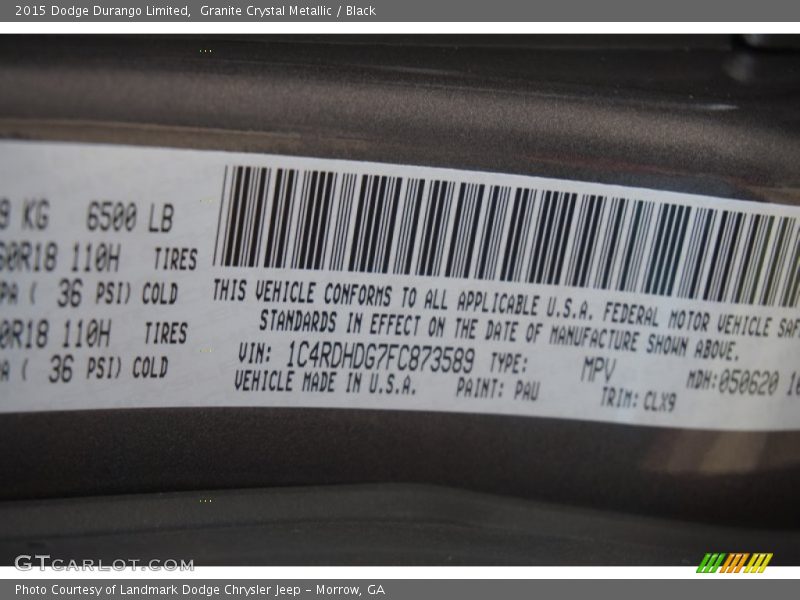 2015 Dodge Durango Limited,  Granite Crystal Metallic / Black
9 KG 6500 LB
60R18 110H TIRES
PA ( 36 PSI) COLD
0R18 110H TIRES
A ( 36 PSI) COLD
THIS VEHICLE CONFORMS TO ALL APPLICABLE U.S.A. FEDERAL MOTOR VEHICLE SAF
STANDARDS IN EFFECT ON THE DATE OF MANUFACTURE SHOWN ABOVE.
VIN: 1C4RDHDG7FC873589 TYPE: MPV MDH:050620 1
VEHICLE MADE IN U.S.A. PAINT: PAU TRIM: CLX9
GTCARLOT.COM
Photo Courtesy of Landmark Dodge Chrysler Jeep – Morrow, GA